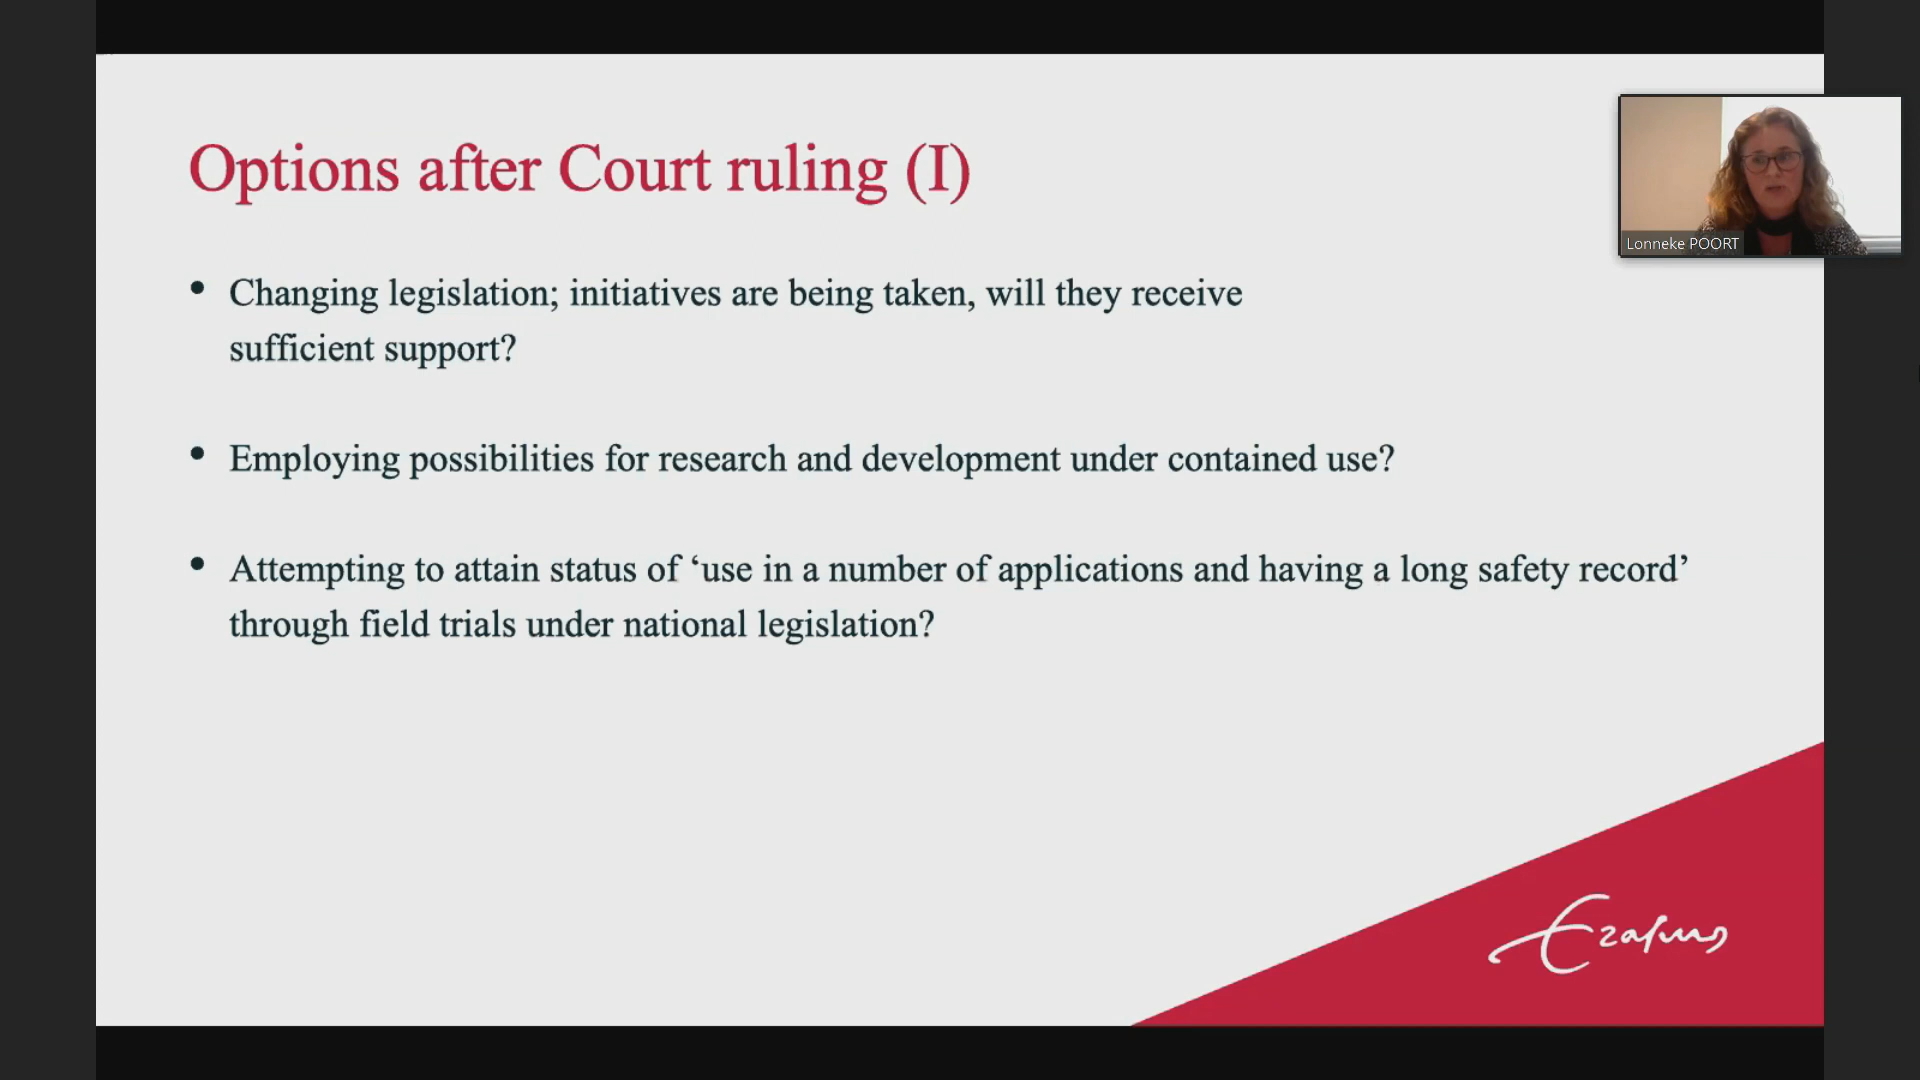 Options after Court ruling (I)
Lonneke POORT
• Changing legislation; initiatives are being taken, will they receive
sufficient support?
• Employing possibilities for research and development under contained use?
• Attempting to attain status of ‘use in a number of applications and having a long safety record’
through field trials under national legislation?
Erasmus